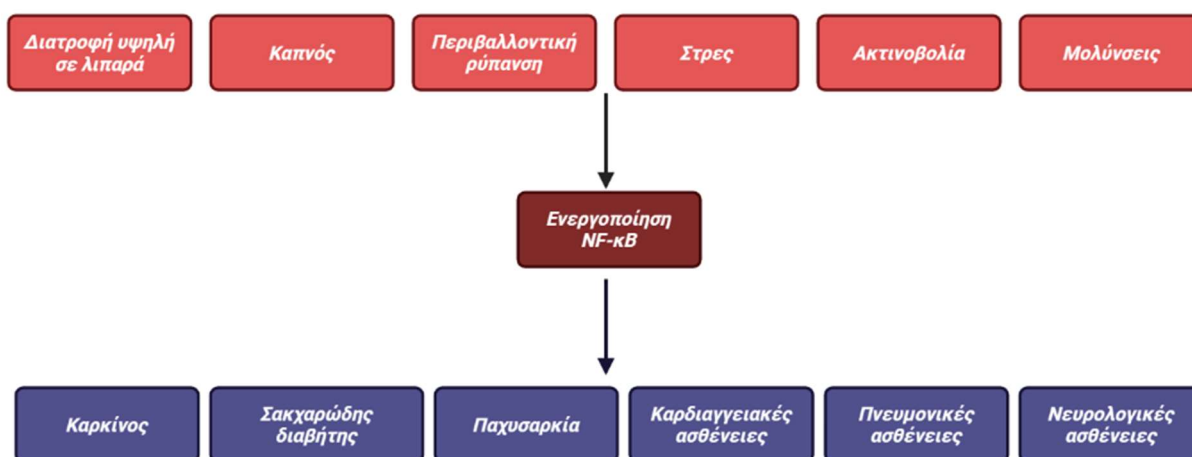 Διατροφή υψηλή
σε λιπαρά
Καπνός
Περιβαλλοντική
ρύπανση
Στρες
Ακτινοβολία
Μολύνσεις
Ενεργοποίηση
NF-κB
Καρκίνος
Σακχαρώδης
διαβήτης
Παχυσαρκία
Καρδιαγγειακές
ασθένειες
Πνευμονικές
ασθένειες
Νευρολογικές
ασθένειες